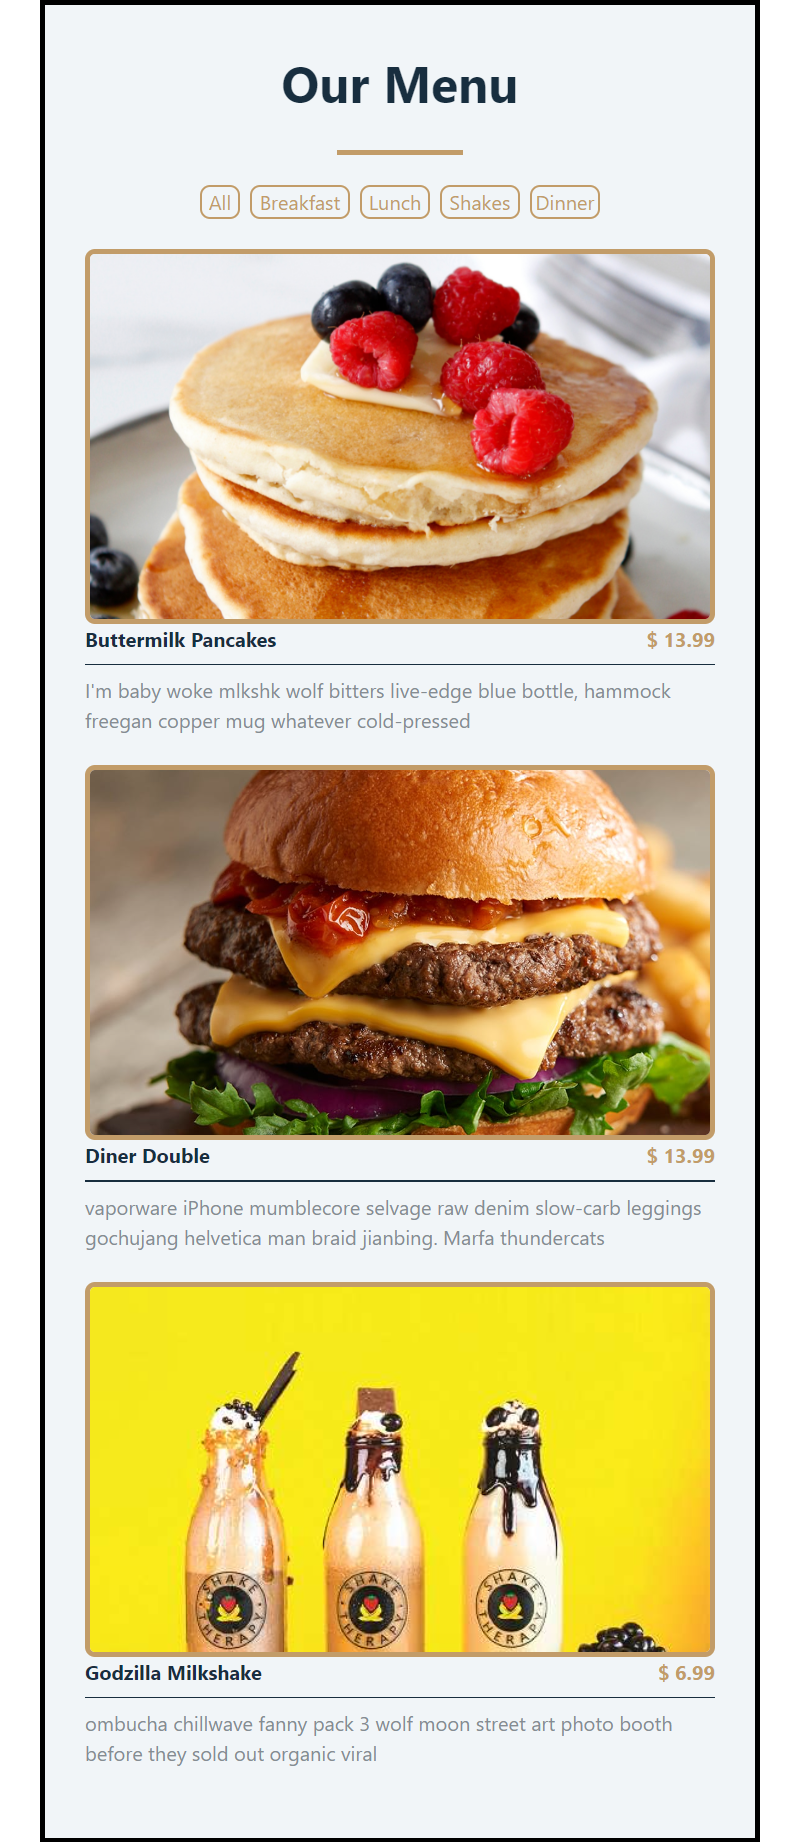 Our Menu
All Breakfast Lunch Shakes Dinner
Buttermilk Pancakes $ 13.99
I'm baby woke mlkshk wolf bitters live-edge blue bottle, hammock
freegan copper mug whatever cold-pressed
Diner Double $ 13.99
vaporware iPhone mumblecore selvage raw denim slow-carb leggings
gochujang helvetica man braid jianbing. Marfa thundercats
SHAKE THERAPY
SHAKE THERAPY
SHAKE THERAPY
Godzilla Milkshake $ 6.99
ombucha chillwave fanny pack 3 wolf moon street art photo booth
before they sold out organic viral